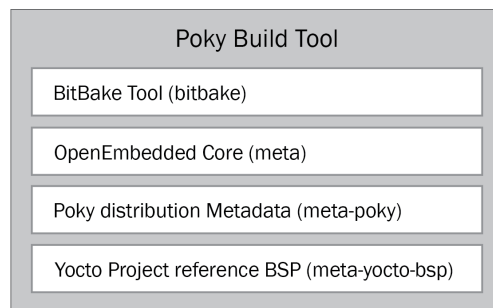 Poky Build Tool
BitBake Tool (bitbake)
OpenEmbedded Core (meta)
Poky distribution Metadata (meta-poky)
Yocto Project reference BSP (meta-yocto-bsp)